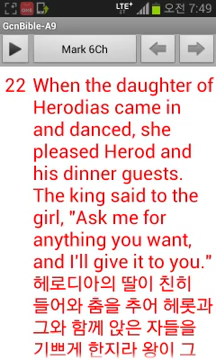 LTE 오전 7:49
GcnBible-A9
Mark 6Ch
22 When the daughter of
Herodias came in
and danced, she
pleased Herod and
his dinner guests.
The king said to the
girl, "Ask me for
anything you want,
and I'll give it to you."
헤로디아의 딸이 친히
들어와 춤을 추어 헤롯과
그와 함께 앉은 자들을
기쁘게 한지라 왕이 그